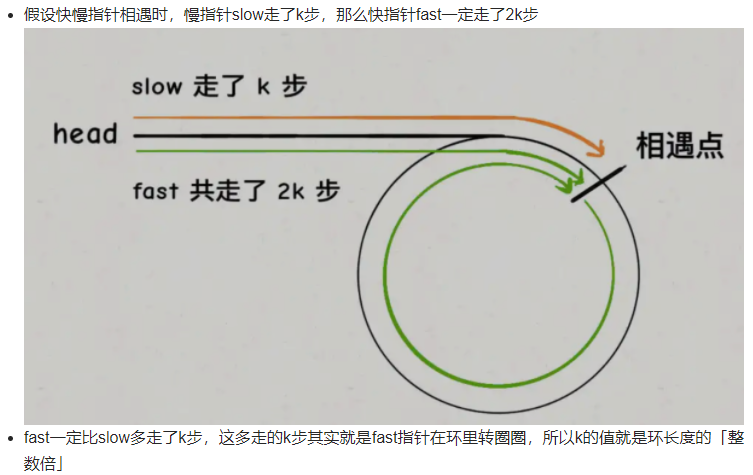 假设快慢指针相遇时，慢指针slow走了k步，那么快指针fast一定走了2k步
slow 走了 k 步
head
相遇点
fast 共走了 2k 步
fast一定比slow多走了k步，这多走的k步其实就是fast指针在环里转圈圈，所以k的值就是环长度的「整
数倍」